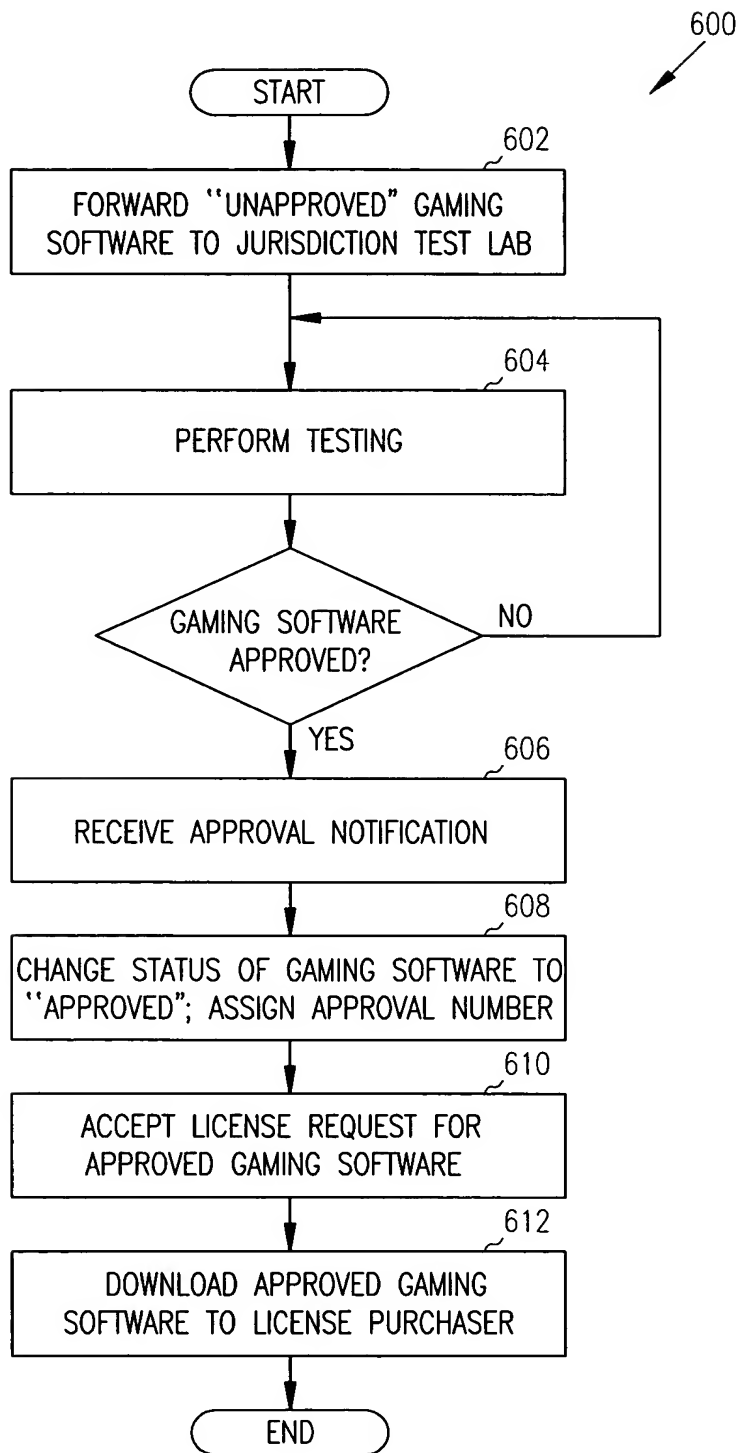 600
START
602
FORWARD ‘‘UNAPPROVED” GAMING
SOFTWARE TO JURISDICTION TEST LAB
604
PERFORM TESTING
GAMING SOFTWARE
APPROVED?
NO
YES
606
RECEIVE APPROVAL NOTIFICATION
608
CHANGE STATUS OF GAMING SOFTWARE TO
‘‘APPROVED”; ASSIGN APPROVAL NUMBER
610
ACCEPT LICENSE REQUEST FOR
APPROVED GAMING SOFTWARE
612
DOWNLOAD APPROVED GAMING
SOFTWARE TO LICENSE PURCHASER
END